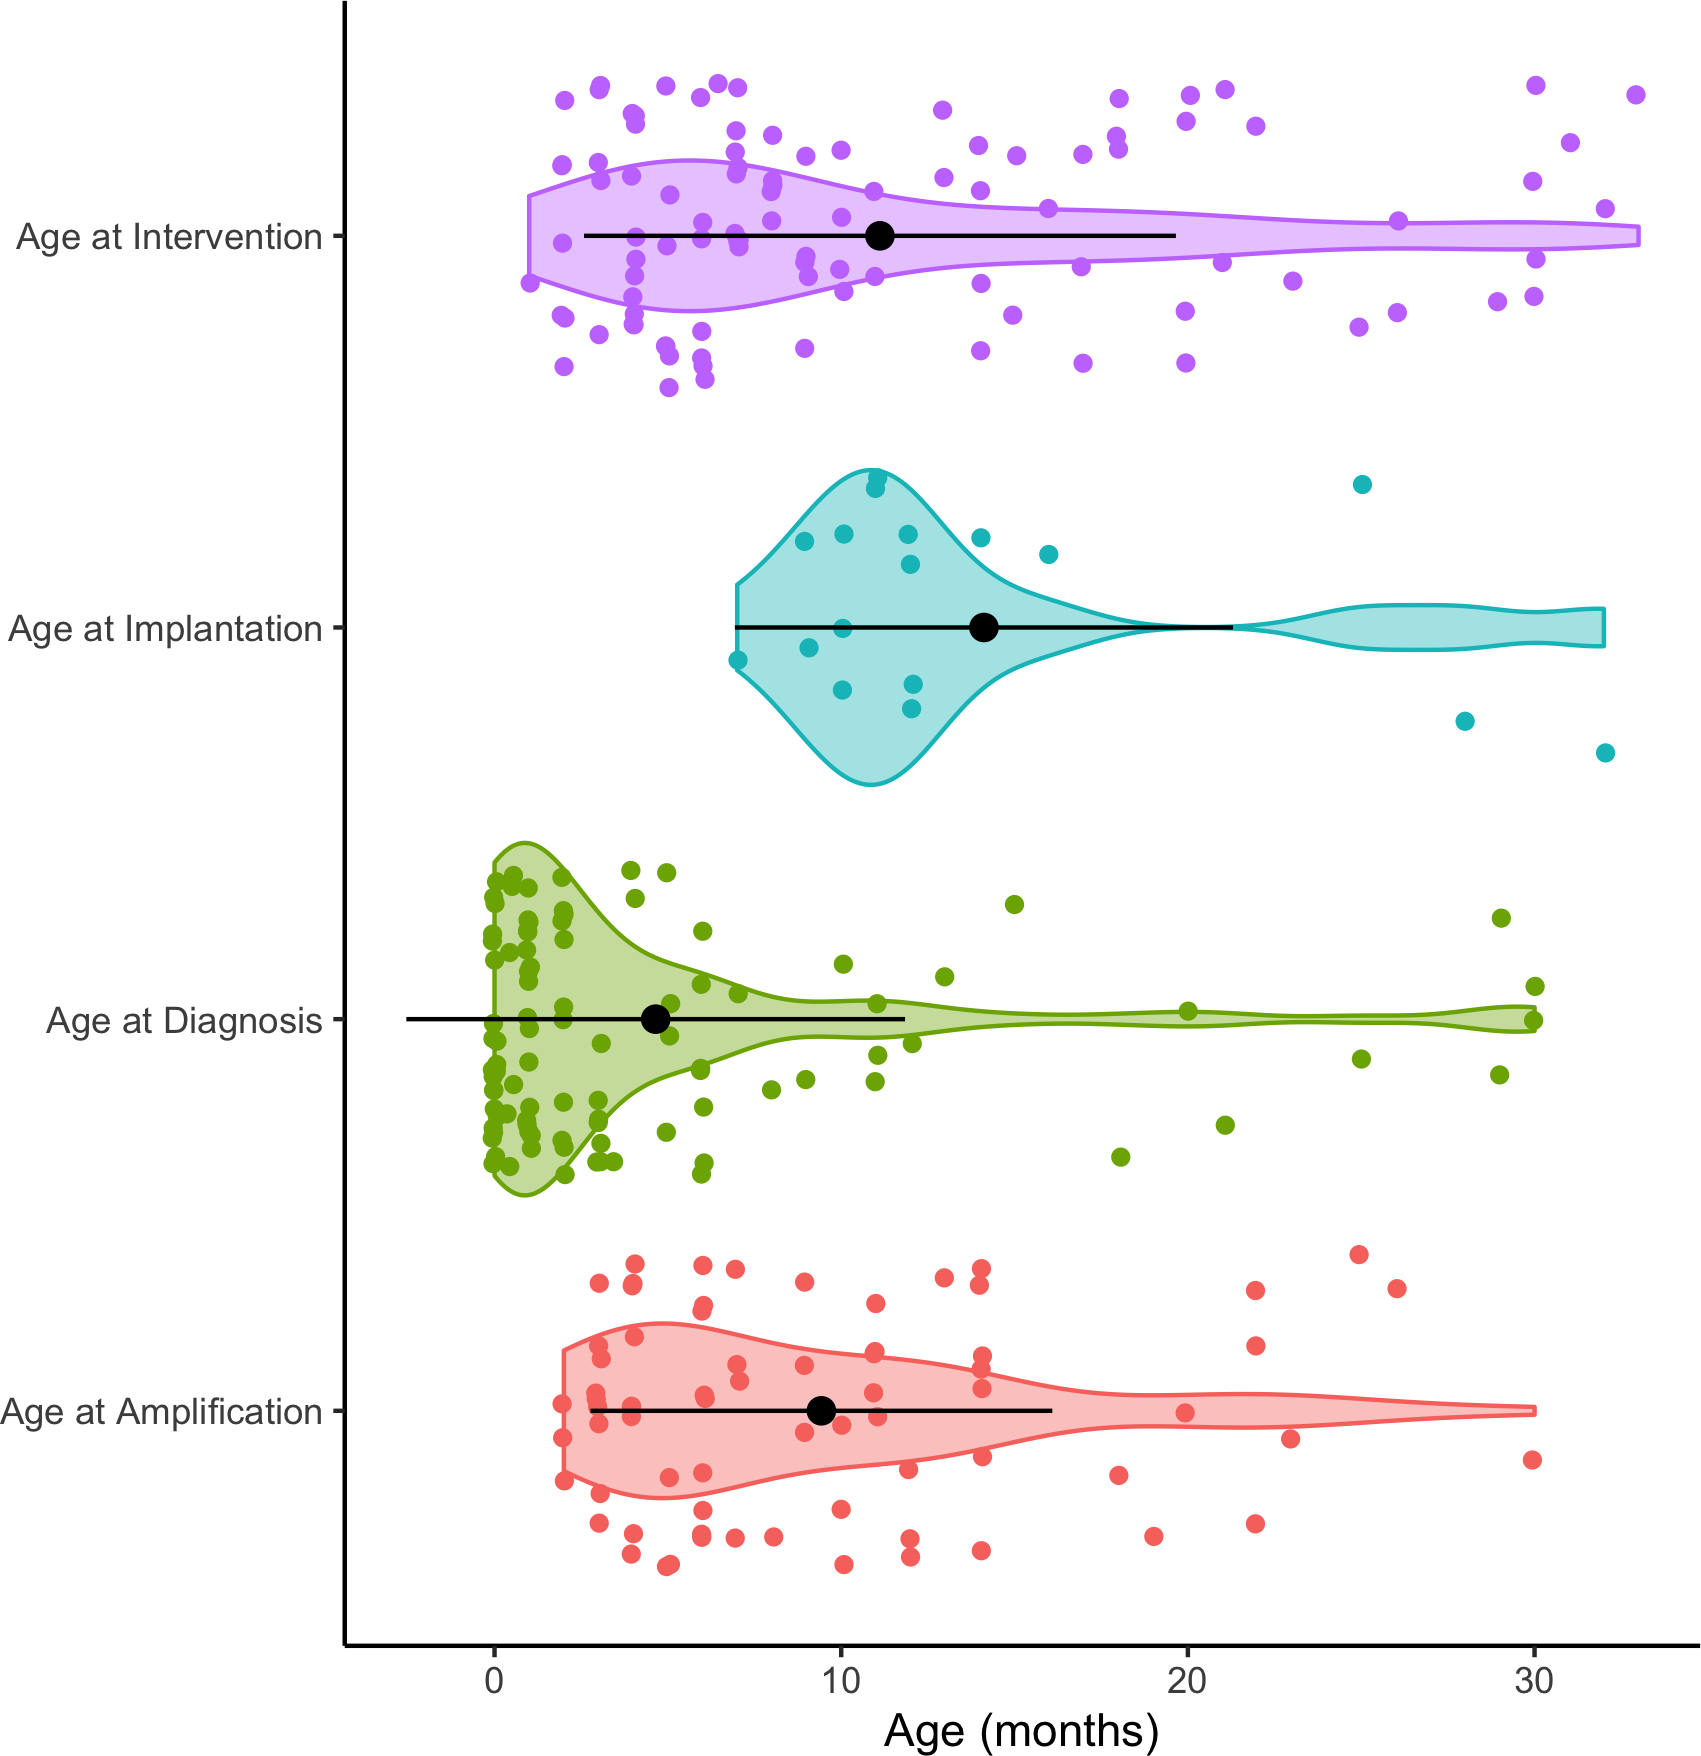 Age at Intervention
Age at Implantation
Age at Diagnosis
Age at Amplification
0 10 20 30
Age (months)